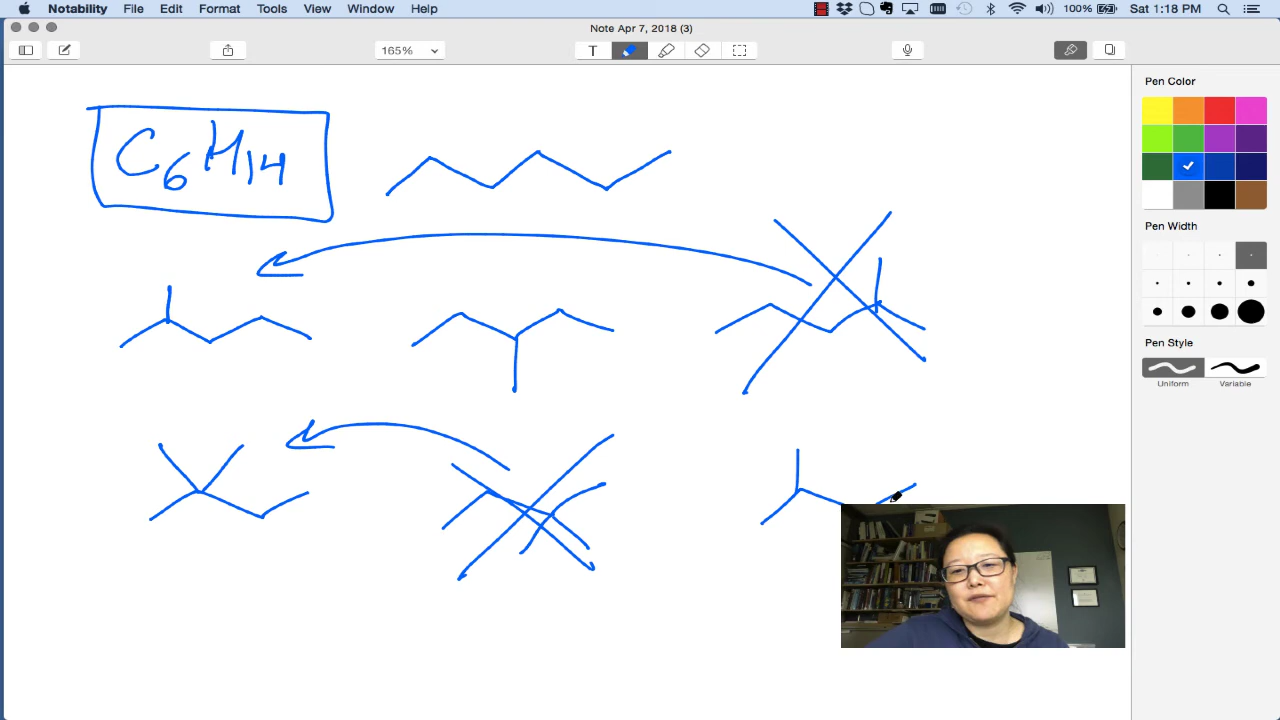 Notability File Edit Format Tools View Window Help 100% Sat 1:18 PM
Note Apr 7, 2018 (3)
165% T
Pen Color
C6H14
Pen Width
Pen Style
Uniform Variable